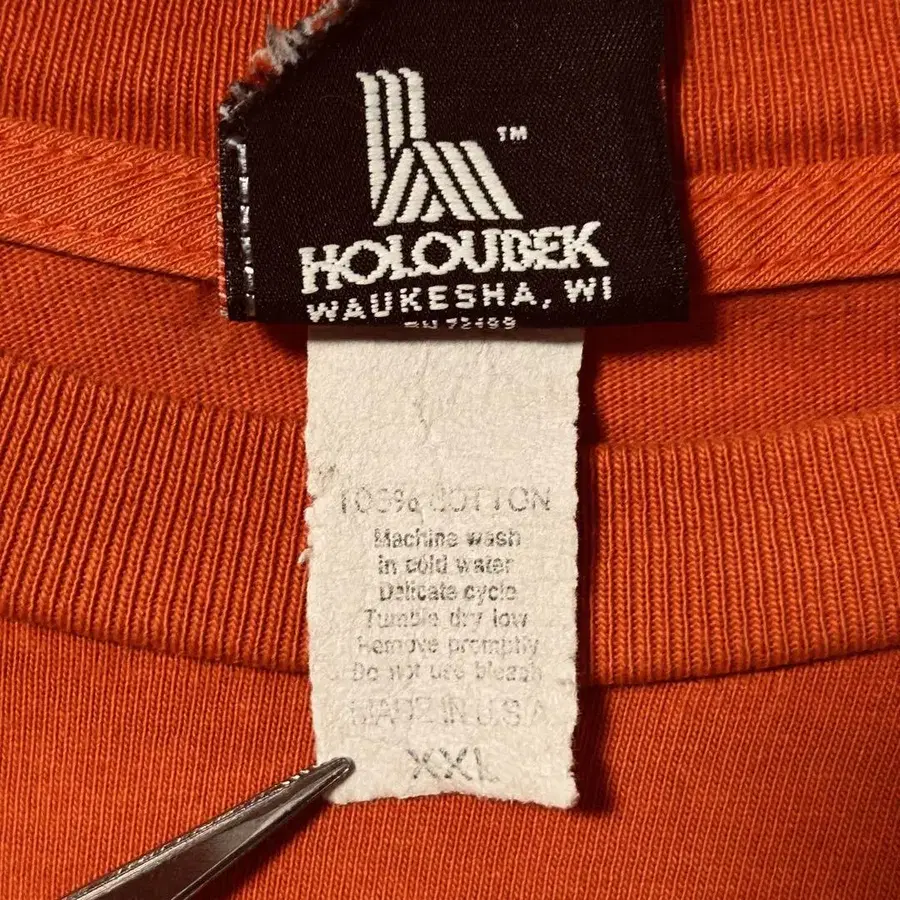 ™
HOLOUBEK
WAUKESHA, WI
100% COTTON
Machine wash
in cold water
Delicate cycle
Tumble dry low
Remove promptly
Do not use bleach
MADE IN U.S.A.
XXL